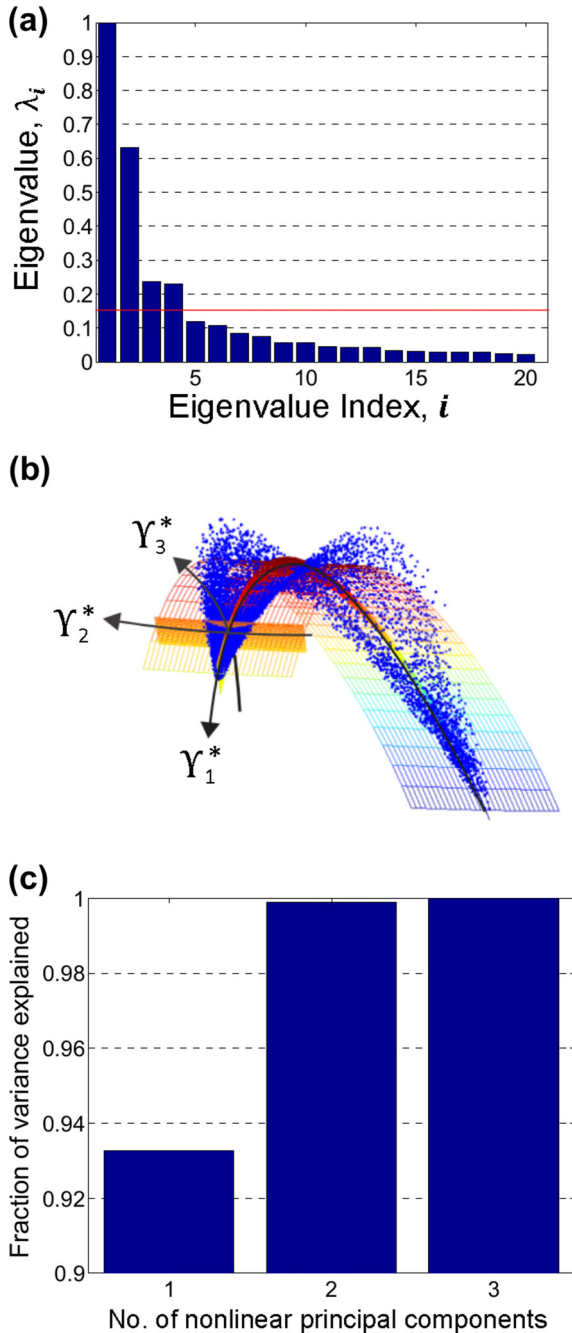 (a)
1
0.9
0.8
0.7
0.6
0.5
0.4
0.3
0.2
0.1
0
Eigenvalue, λi
5 10 15 20
Eigenvalue Index, i
(b)
ϒ3*
ϒ2*
ϒ1*
(c)
1
0.98
0.96
0.94
0.92
0.9
Fraction of variance explained
1 2 3
No. of nonlinear principal components